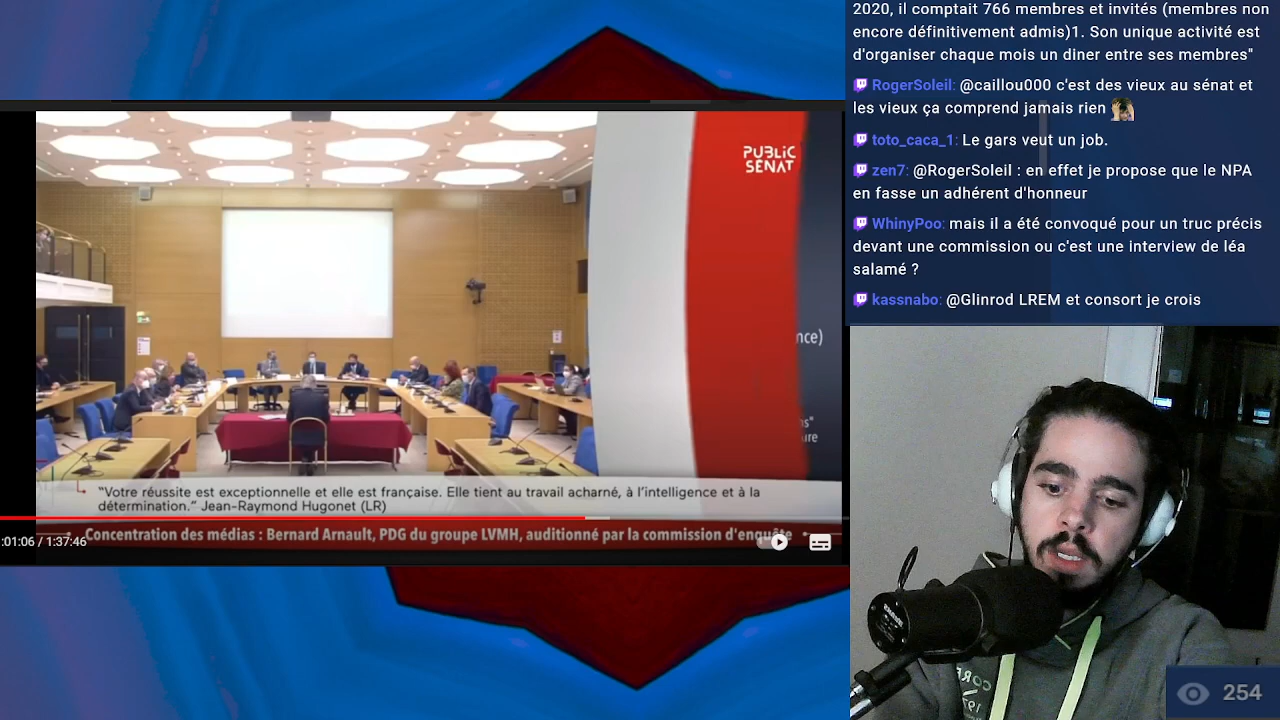 2020, il comptait 766 membres et invités (membres non
encore définitivement admis)1. Son unique activité est
d'organiser chaque mois un diner entre ses membres"
RogerSoleil: @caillou000 c'est des vieux au sénat et
les vieux ça comprend jamais rien
toto_caca_1: Le gars veut un job.
zen7: @RogerSoleil : en effet je propose que le NPA
en fasse un adhérent d'honneur
WhinyPoo: mais il a été convoqué pour un truc précis
devant une commission ou c'est une interview de léa
salamé ?
kassnabo: @Glinrod LREM et consort je crois
PUBLiC
SÉNAT
nce)
ns"
ure
"Votre réussite est exceptionnelle et elle est française. Elle tient au travail acharné, à l'intelligence et à la
détermination." Jean-Raymond Hugonet (LR)
Concentration des médias : Bernard Arnault, PDG du groupe LVMH, auditionné par la commission d'enquête
:01:06 / 1:37:46
254